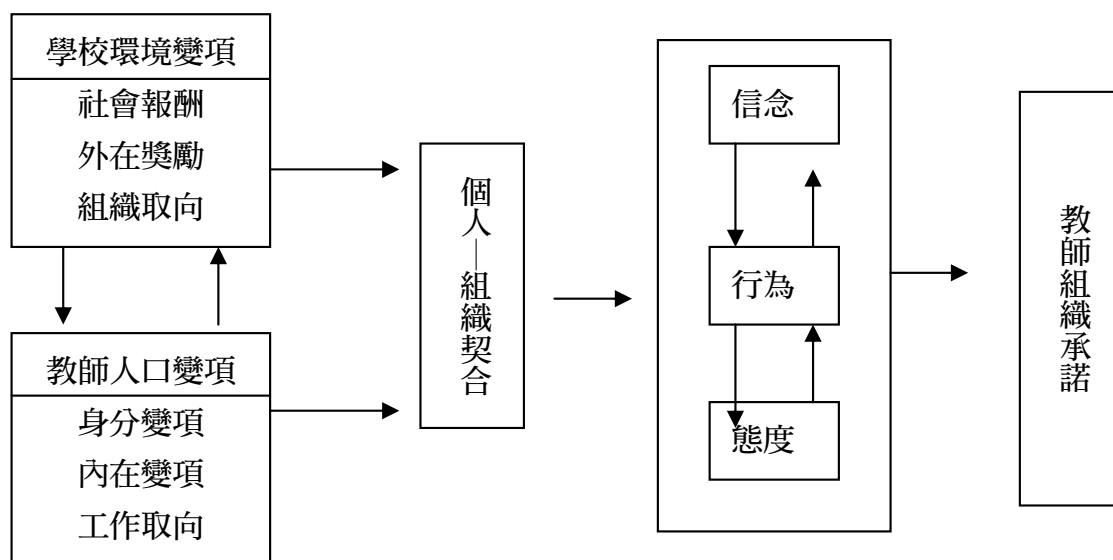 學校環境變項
社會報酬
外在獎勵
組織取向
教師人口變項
身分變項
內在變項
工作取向
個人—組織契合
信念
行為
態度
教師組織承諾